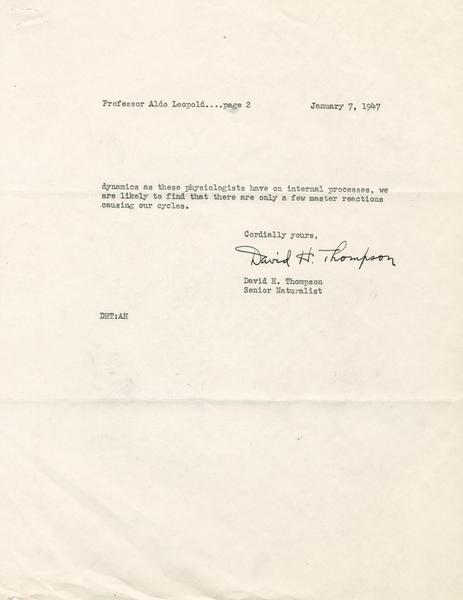 Professor Aldo Leopold....page 2 January 7, 1947
dynamics as these physiologists have on internal processes, we
are likely to find that there are only a few master reactions
causing our cycles.
Cordially yours,
David H. Thompson
David H. Thompson
Senior Naturalist
DHT:AH